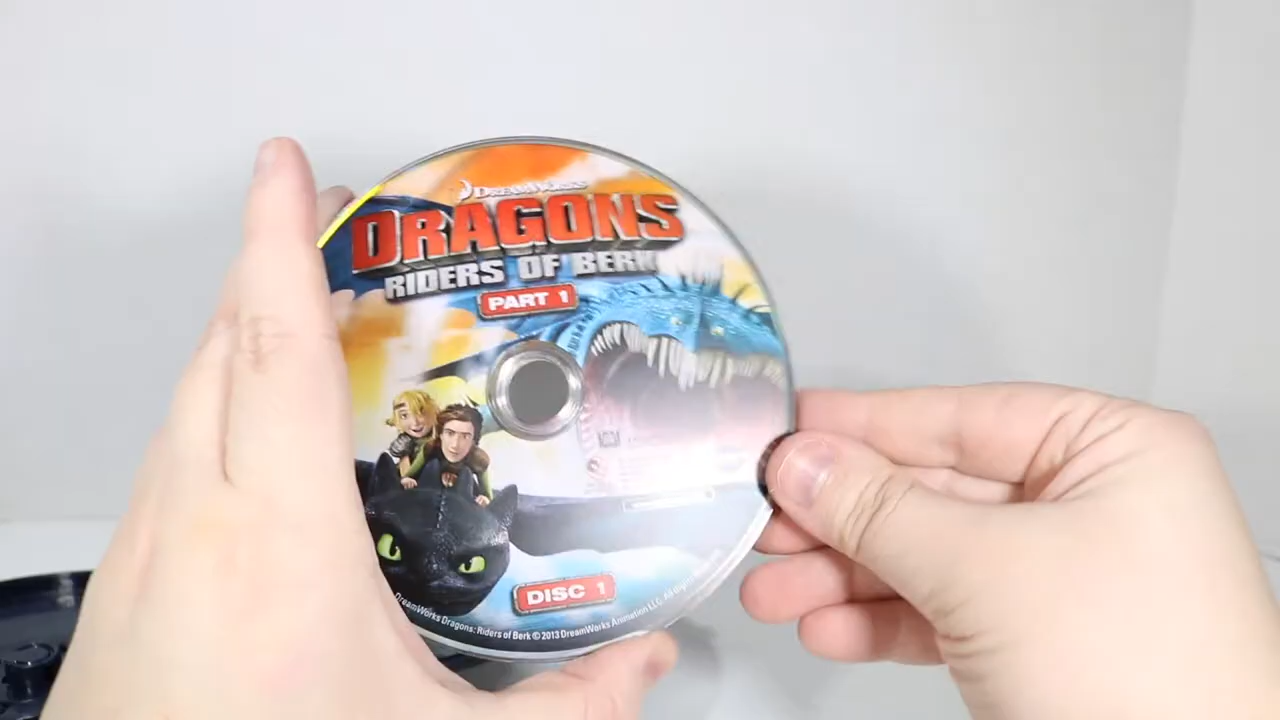 DREAMWORKS
DRAGONS
RIDERS OF BERK
PART 1
DISC 1
DreamWorks Dragons: Riders of Berk © 2013 DreamWorks Animation LLC. All Rights